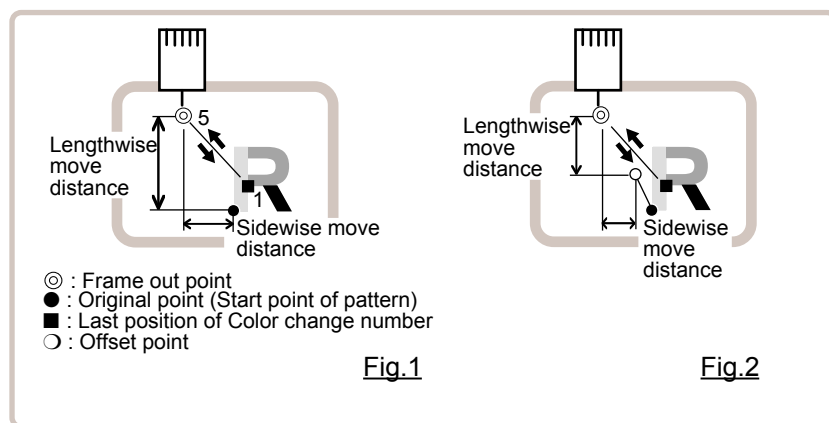 5
Lengthwise
move
distance
R
1
Sidewise move
distance
Lengthwise
move
distance
R
Sidewise
move
distance
◎ : Frame out point
● : Original point (Start point of pattern)
■ : Last position of Color change number
❍ : Offset point
Fig.1
Fig.2